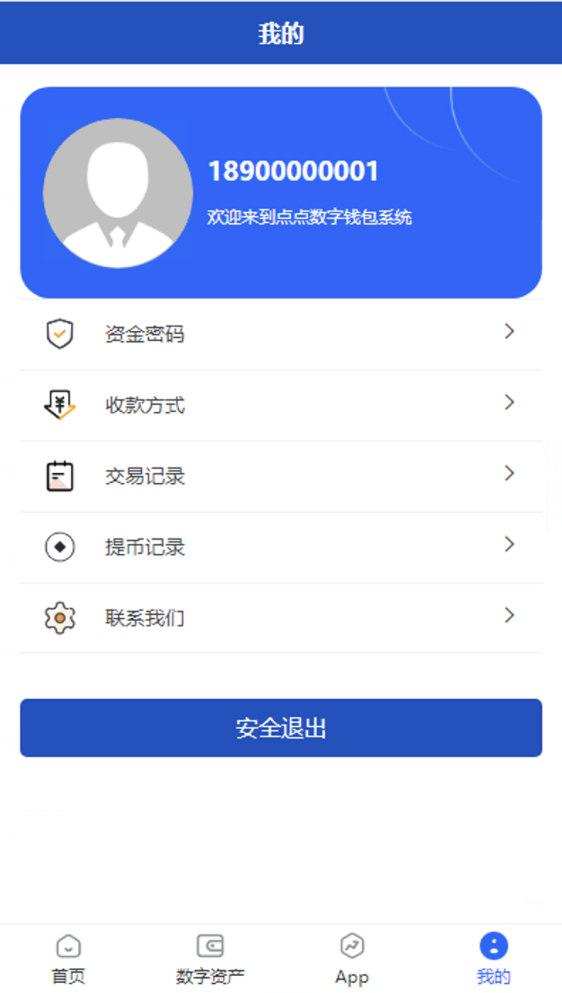 我的
18900000001
欢迎来到点点数字钱包系统
资金密码
收款方式
交易记录
提币记录
联系我们
安全退出
首页
数字资产
App
我的